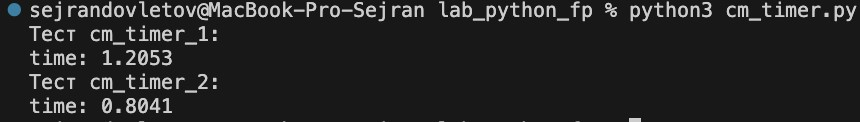 sejrandovletov@MacBook-Pro-Sejran lab_python_fp % python3 cm_timer.py
Тест cm_timer_1:
time: 1.2053
Тест cm_timer_2:
time: 0.8041